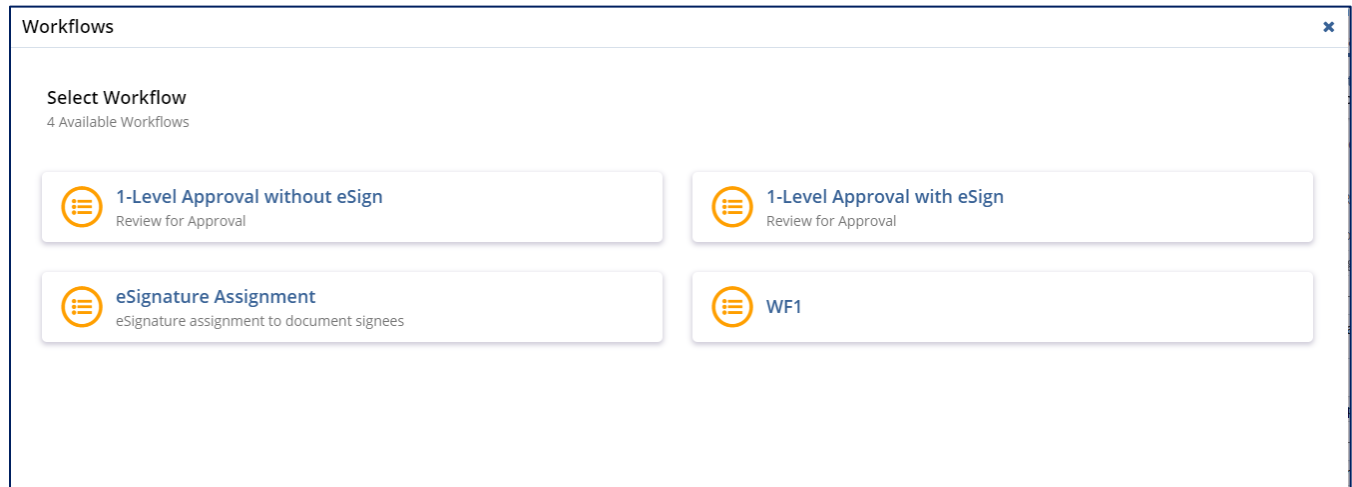 Workflows
Select Workflow
4 Available Workflows
1-Level Approval without eSign
Review for Approval
1-Level Approval with eSign
Review for Approval
eSignature Assignment
eSignature assignment to document signees
WF1